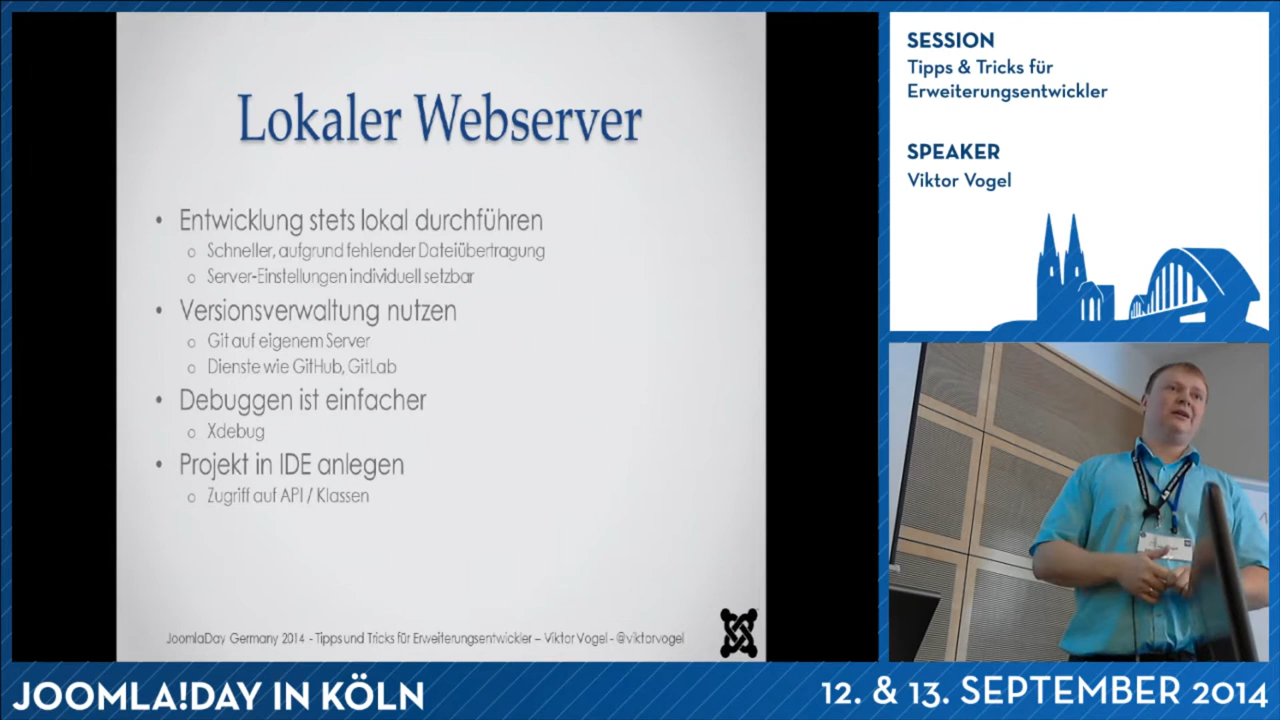 Lokaler Webserver
• Entwicklung stets lokal durchführen
o Schneller, aufgrund fehlender Dateiübertragung
o Server-Einstellungen individuell setzbar
• Versionsverwaltung nutzen
o Git auf eigenem Server
o Dienste wie GitHub, GitLab
• Debuggen ist einfacher
o Xdebug
• Projekt in IDE anlegen
o Zugriff auf API / Klassen
JoomlaDay Germany 2014 - Tipps und Tricks für Erweiterungsentwickler – Viktor Vogel - @viktorvogel
SESSION
Tipps & Tricks für
Erweiterungsentwickler
SPEAKER
Viktor Vogel
JOOMLA!DAY IN KÖLN
12. & 13. SEPTEMBER 2014